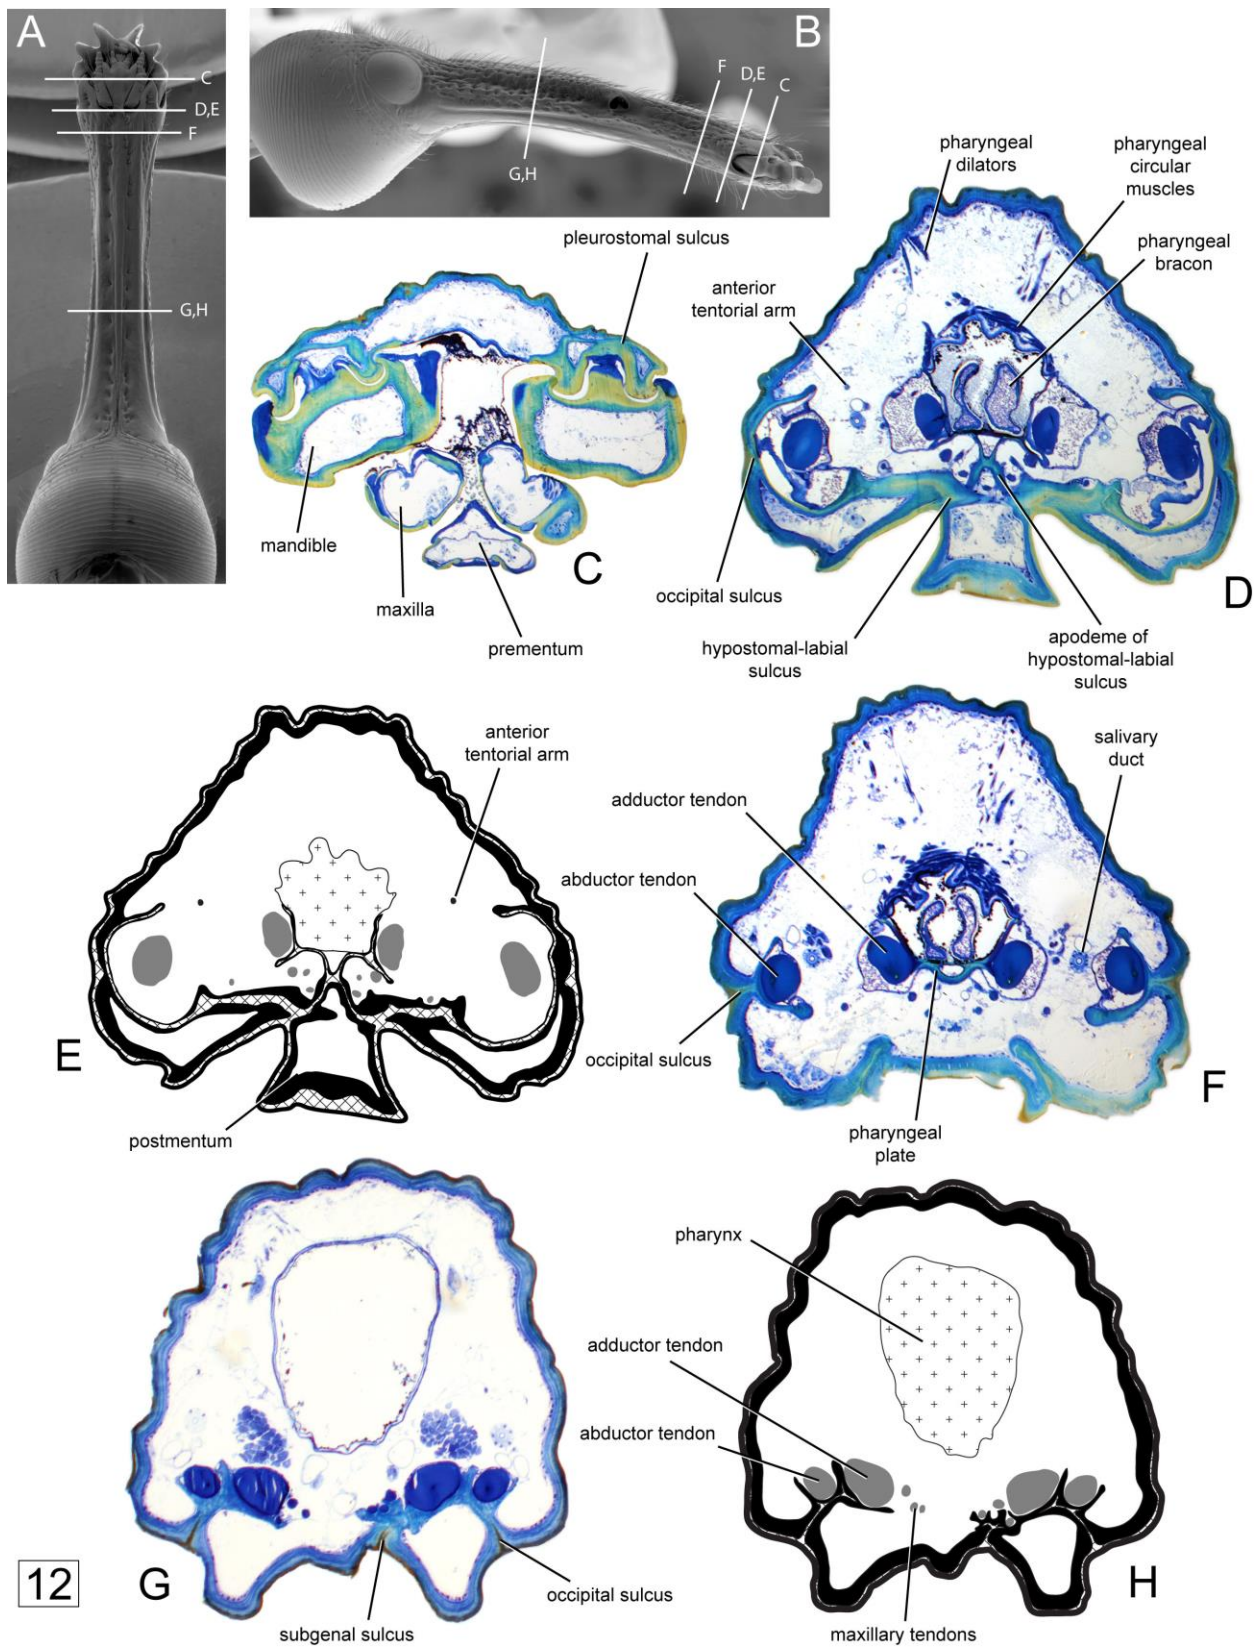 A
C
D,E
F
G,H
B
F
D,E
C
G,H
pleurostomal sulcus
mandible
maxilla
prementum
C
pharyngeal
dilators
pharyngeal
circular
muscles
pharyngeal
bracon
anterior
tentorial arm
occipital sulcus
hypostomal-labial
sulcus
apodeme of
hypostomal-labial
sulcus
D
anterior
tentorial arm
E
postmentum
salivary
duct
adductor tendon
abductor tendon
occipital sulcus
pharyngeal
plate
F
12
G
subgenal sulcus
occipital sulcus
pharynx
adductor tendon
abductor tendon
maxillary tendons
H